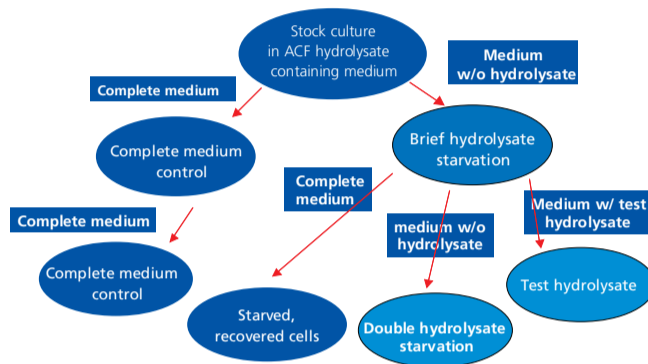 Stock culture
in ACF hydrolysate
containing medium
Medium
w/o hydrolysate
Complete medium
Complete medium
control
Brief hydrolysate
starvation
Complete medium
Complete
medium
medium w/o
hydrolysate
Medium w/ test
hydrolysate
Complete medium
control
Starved,
recovered cells
Double hydrolysate
starvation
Test hydrolysate